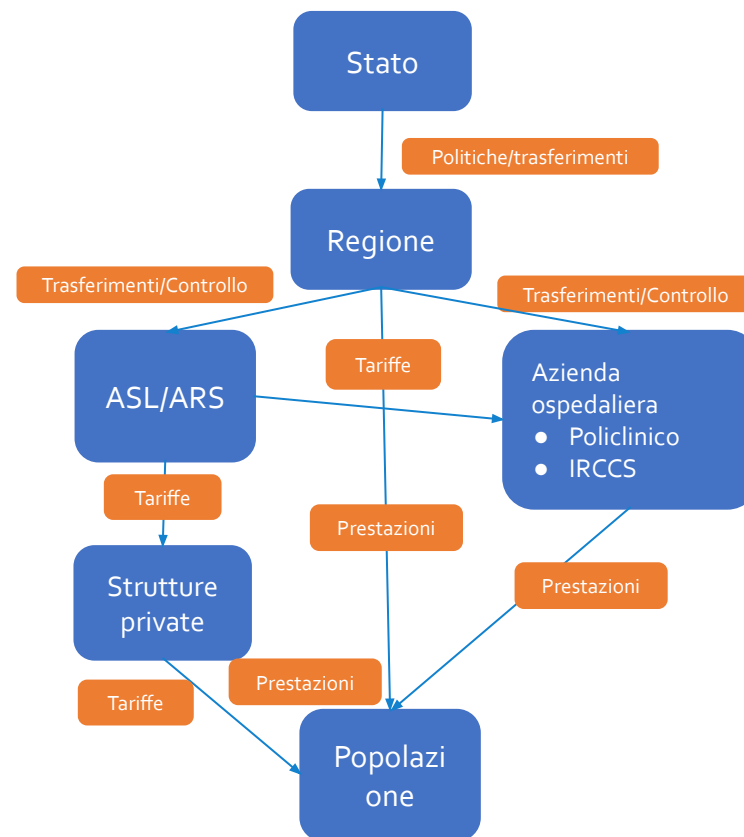 Stato
Politiche/trasferimenti
Regione
Trasferimenti/Controllo
Trasferimenti/Controllo
ASL/ARS
Tariffe
Azienda
ospedaliera
● Policlinico
● IRCCS
Tariffe
Prestazioni
Strutture
private
Prestazioni
Prestazioni
Tariffe
Popolazi
one